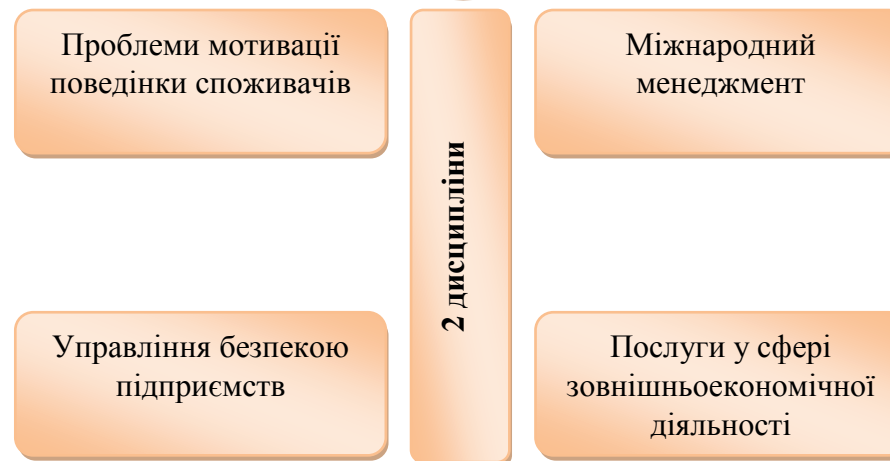 Проблеми мотивації
поведінки споживачів
Міжнародний
менеджмент
2 дисципліни
Управління безпекою
підприємств
Послуги у сфері
зовнішньоекономічної
діяльності